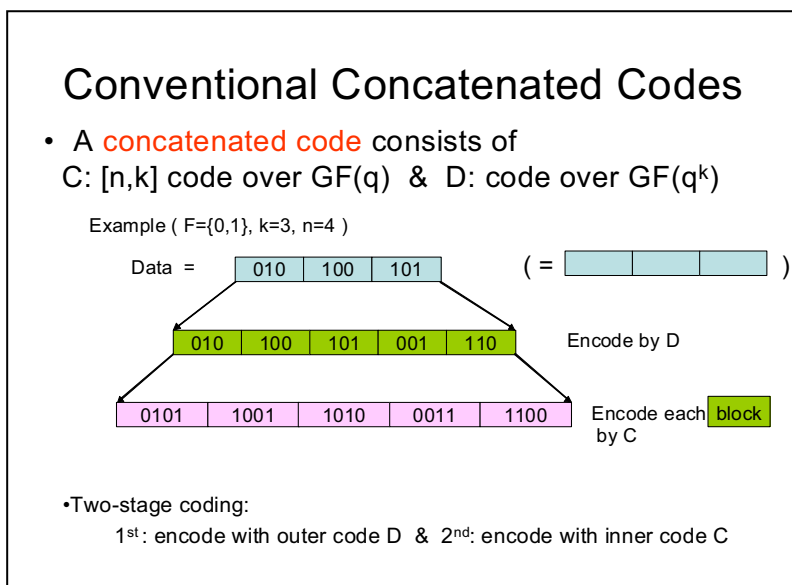 Conventional Concatenated Codes
• A concatenated code consists of
C: [n,k] code over GF(q) & D: code over GF(qᵏ)
Example ( F={0,1}, k=3, n=4 )
Data = 010 100 101 ( = )
010 100 101 001 110 Encode by D
0101 1001 1010 0011 1100 Encode each block
by C
•Two-stage coding:
1ˢᵗ : encode with outer code D & 2ⁿᵈ: encode with inner code C